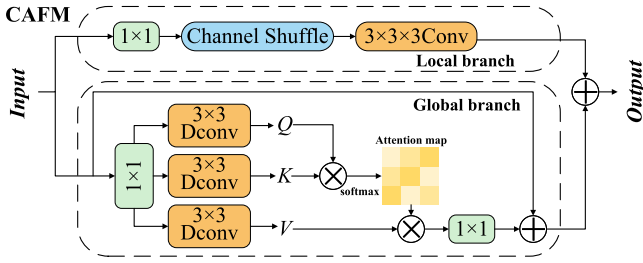 CAFM
1×1
Channel Shuffle
3×3×3Conv
Local branch
Input
Output
Global branch
1×1
3×3
Dconv
Q
3×3
Dconv
K
3×3
Dconv
V
softmax
Attention map
1×1